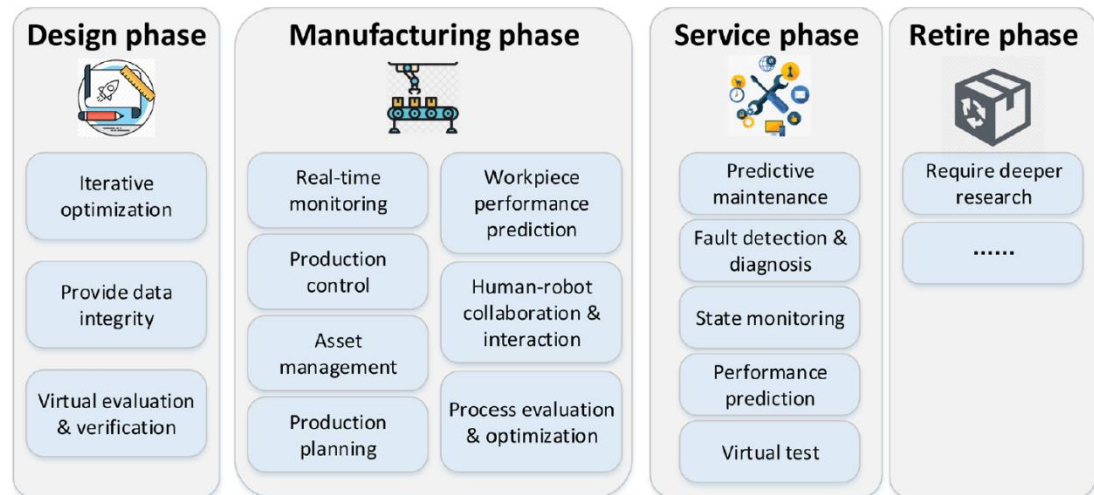 Design phase
Iterative
optimization
Provide data
integrity
Virtual evaluation
& verification
Manufacturing phase
Real-time
monitoring
Production
control
Asset
management
Production
planning
Workpiece
performance
prediction
Human-robot
collaboration &
interaction
Process evaluation
& optimization
Service phase
Predictive
maintenance
Fault detection &
diagnosis
State monitoring
Performance
prediction
Virtual test
Retire phase
Require deeper
research
......